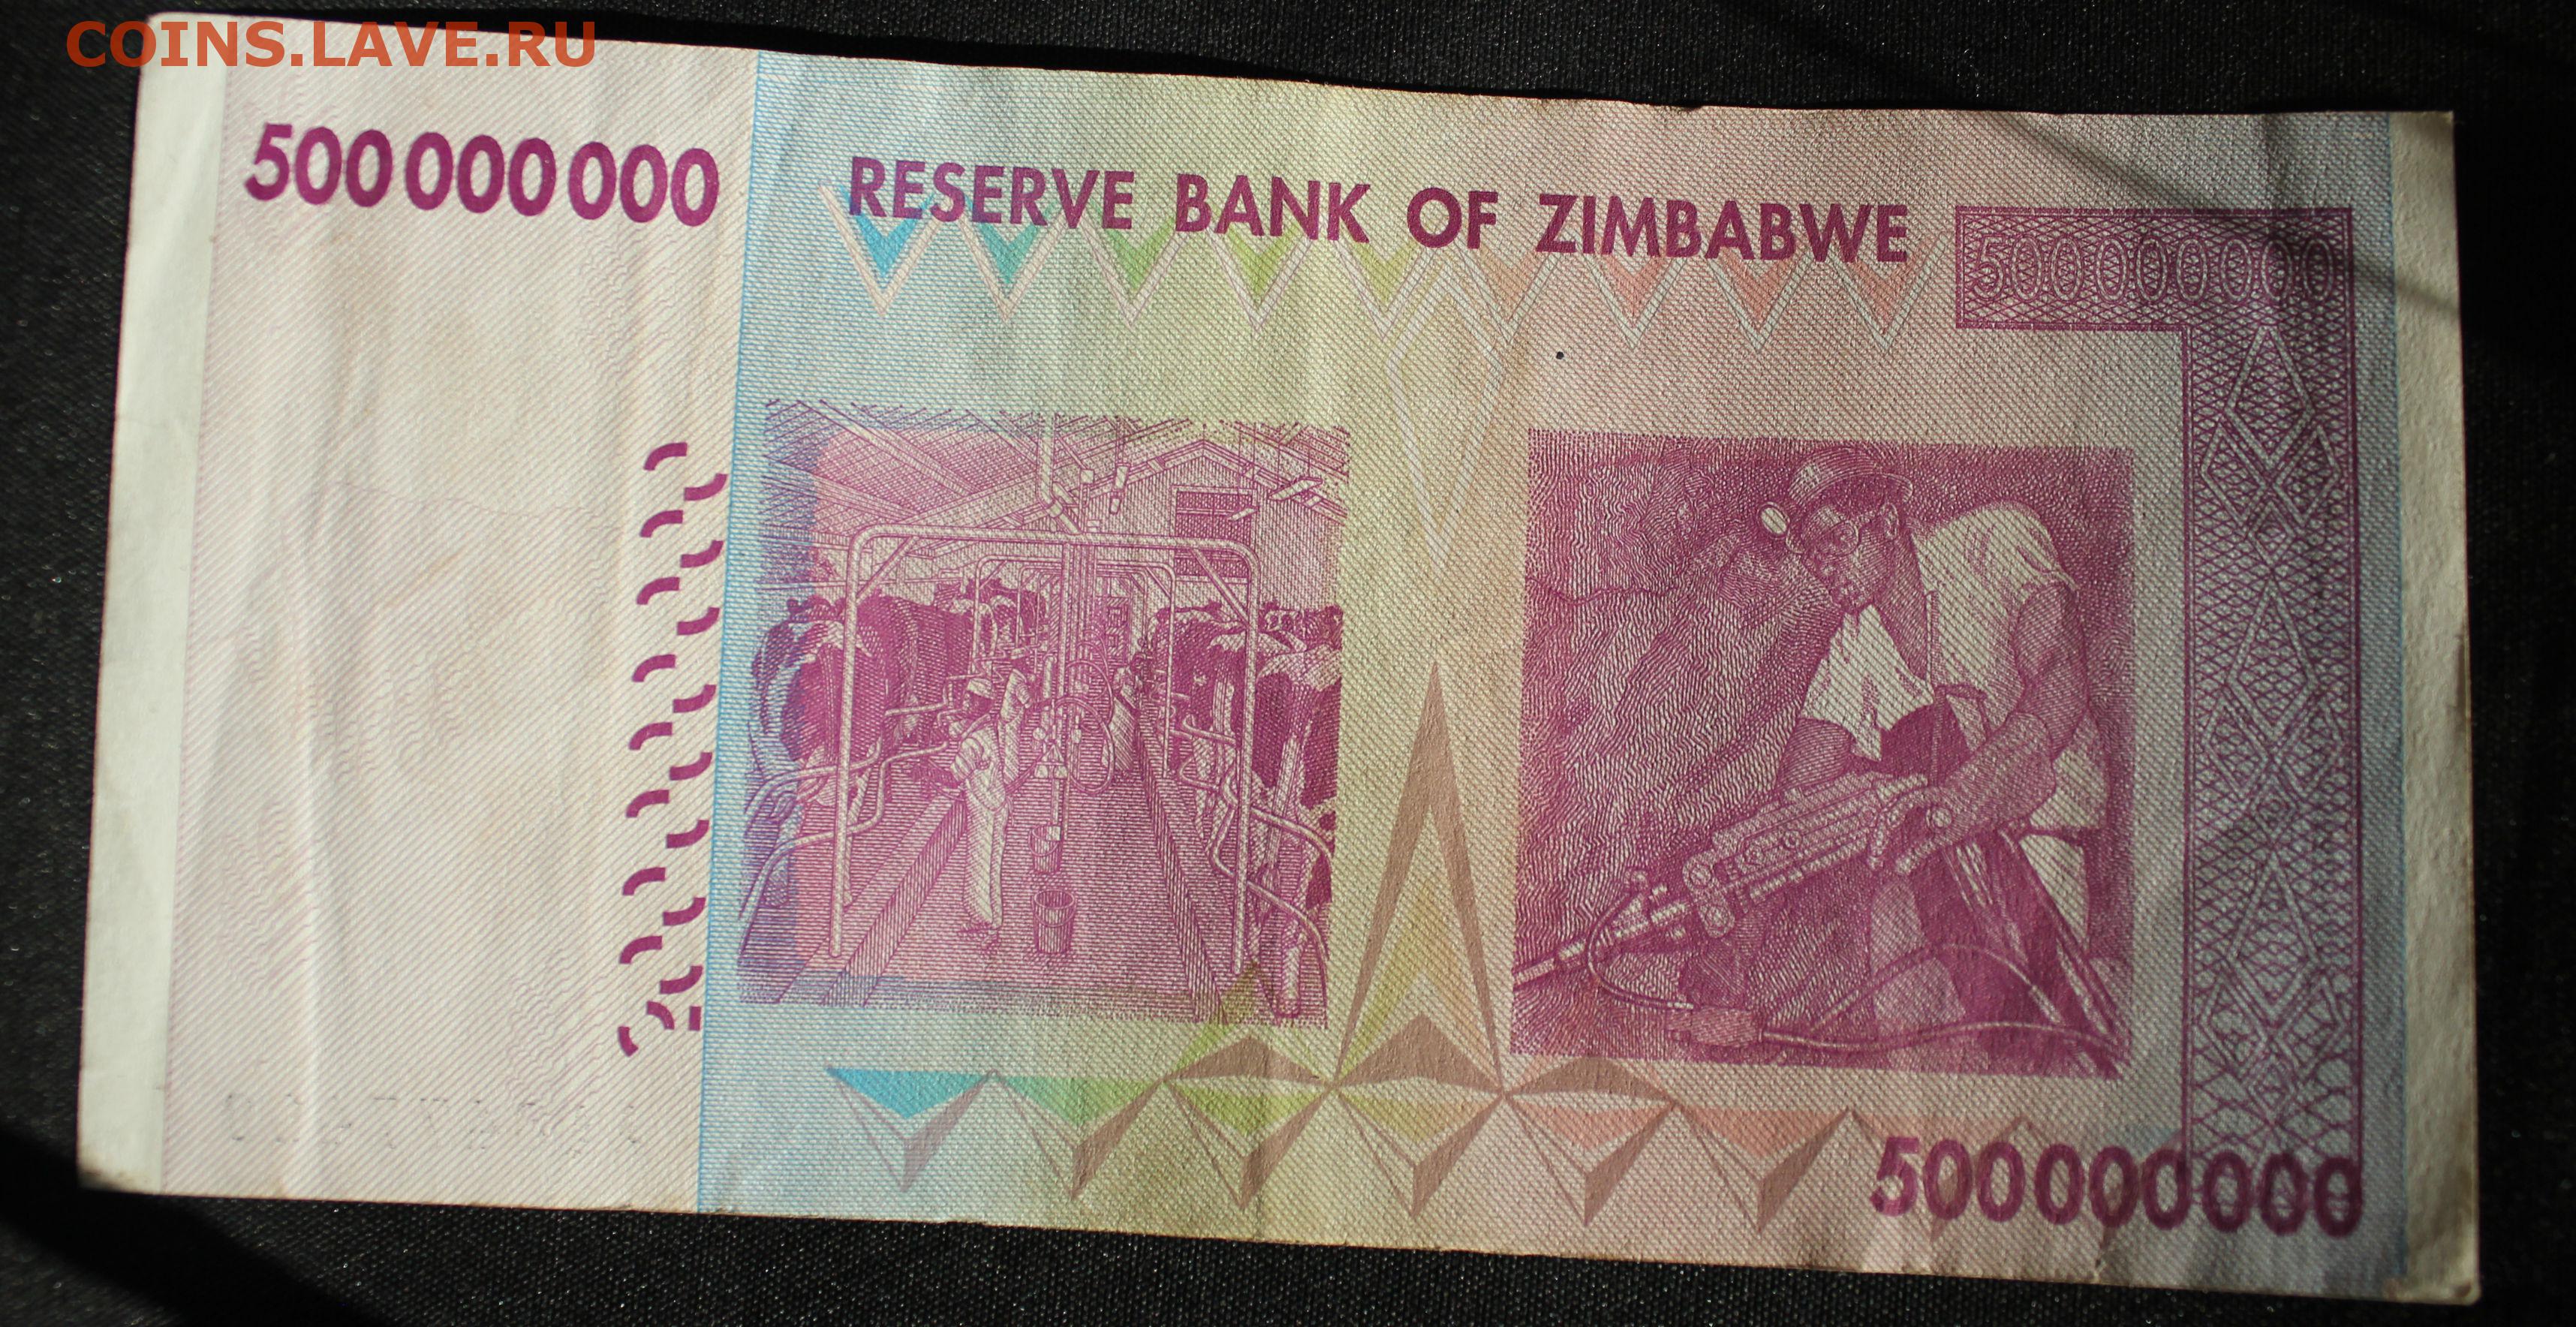 COINS.LAVE.RU
500 000 000
RESERVE BANK OF ZIMBABWE
500000000
500000000